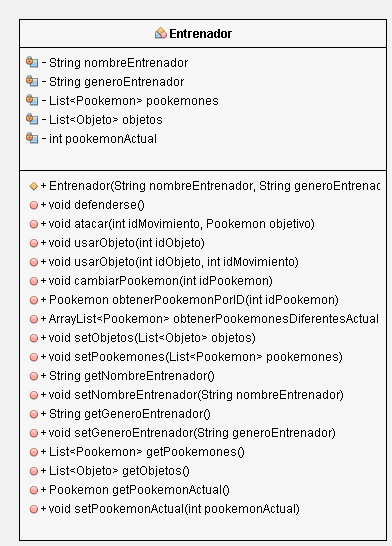 Entrenador
- String nombreEntrenador
- String generoEntrenador
- List<Pookemon> pookemones
- List<Objeto> objetos
- int pookemonActual
+ Entrenador(String nombreEntrenador, String generoEntrenac
+ void defenderse()
+ void atacar(int idMovimiento, Pookemon objetivo)
+ void usarObjeto(int idObjeto)
+ void usarObjeto(int idObjeto, int idMovimiento)
+ void cambiarPookemon(int idPookemon)
+ Pookemon obtenerPookemonPorID(int idPookemon)
+ ArrayList<Pookemon> obtenerPookemonesDiferentesActual
+ void setObjetos(List<Objeto> objetos)
+ void setPookemones(List<Pookemon> pookemones)
+ String getNombreEntrenador()
+ void setNombreEntrenador(String nombreEntrenador)
+ String getGeneroEntrenador()
+ void setGeneroEntrenador(String generoEntrenador)
+ List<Pookemon> getPookemones()
+ List<Objeto> getObjetos()
+ Pookemon getPookemonActual()
+ void setPookemonActual(int pookemonActual)